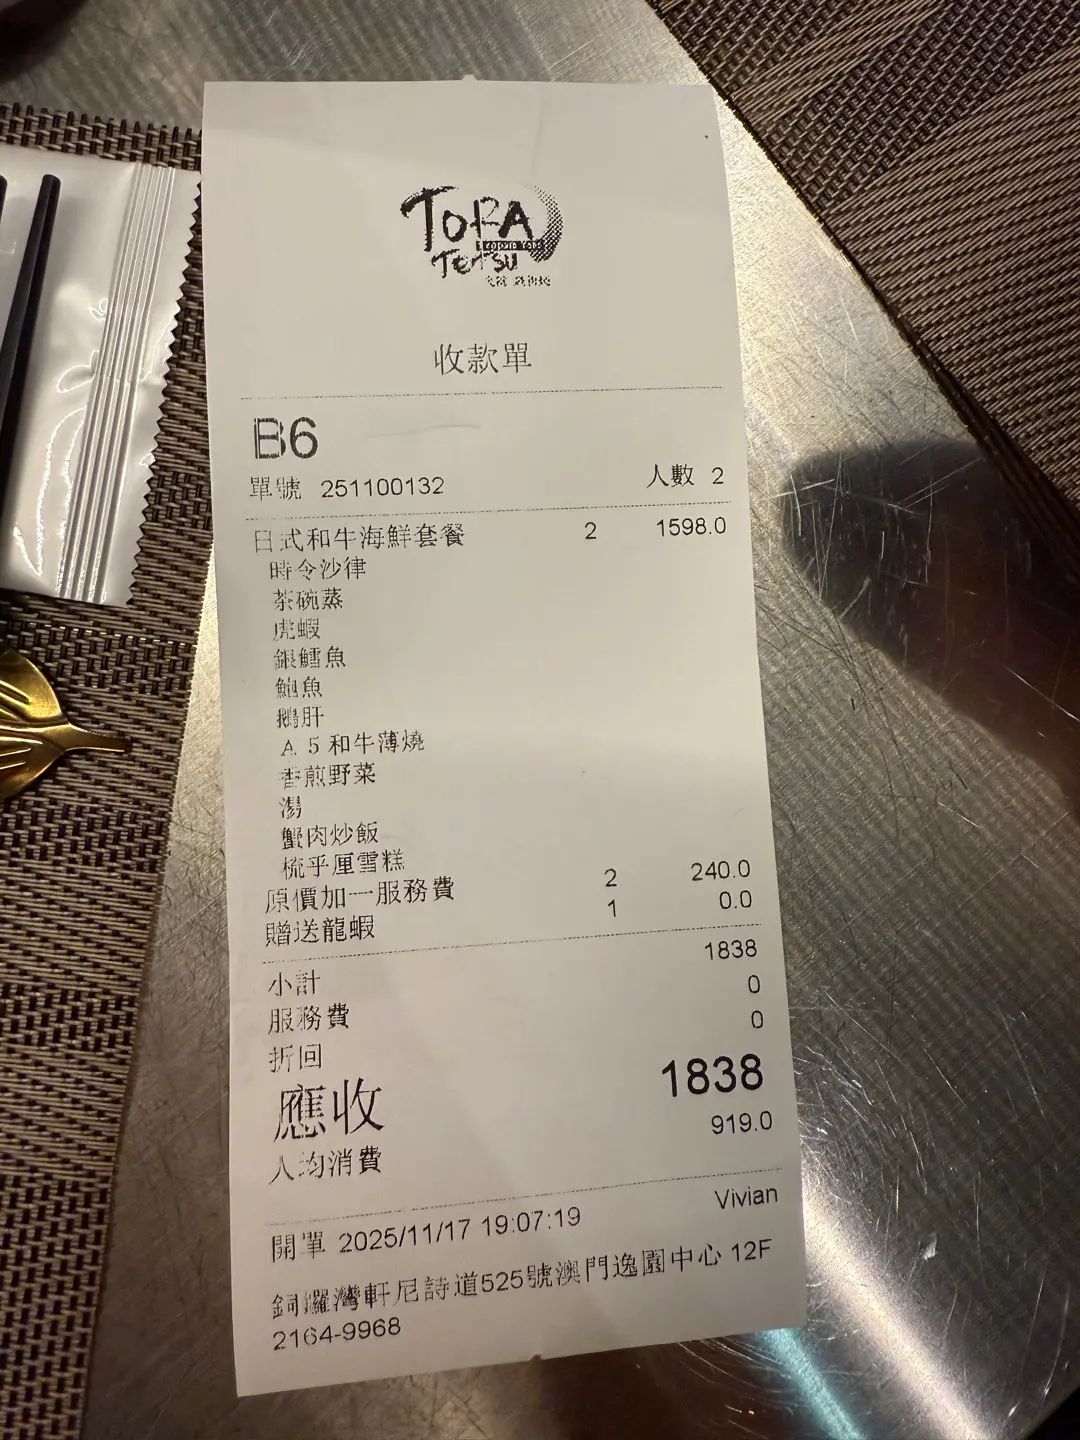 TORA
TETSU
收款單
B6
單號 251100132 人數 2
日式和牛海鮮套餐 2 1598.0
時令沙律
茶碗蒸
虎蝦
銀鱈魚
鮑魚
鵝肝
A 5 和牛薄燒
香煎野菜
湯
蟹肉炒飯
梳乎厘雪糕
原價加一服務費 2 240.0
贈送龍蝦 1 0.0
小計 1838
服務費 0
折回 0
應收 1838
人均消費 919.0
Vivian
開單 2025/11/17 19:07:19
銅鑼灣軒尼詩道525號澳門逸園中心 12F
2164-9968